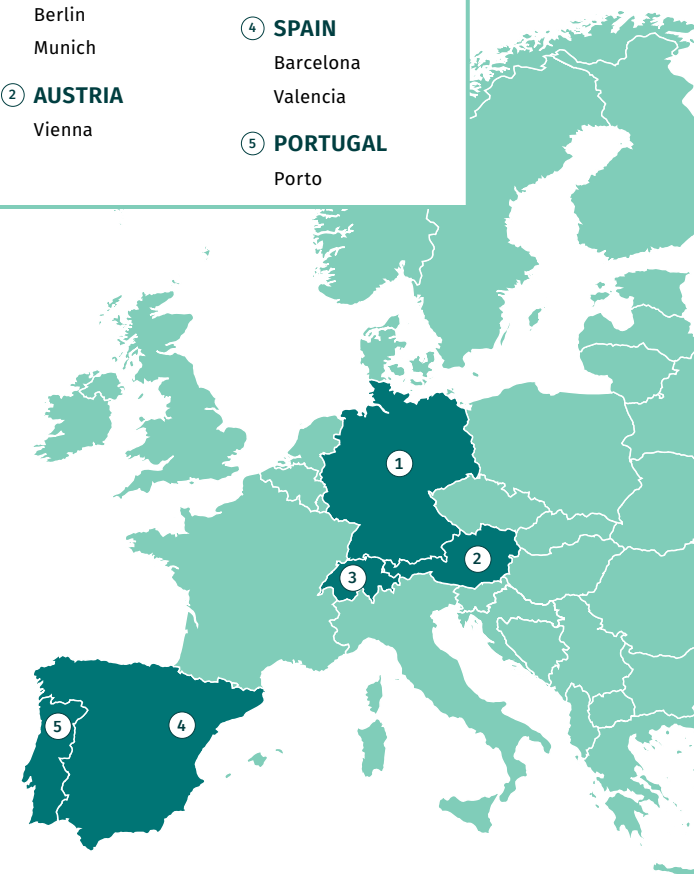 Berlin
Munich
2 AUSTRIA
Vienna
4 SPAIN
Barcelona
Valencia
5 PORTUGAL
Porto
1
2
3
4
5